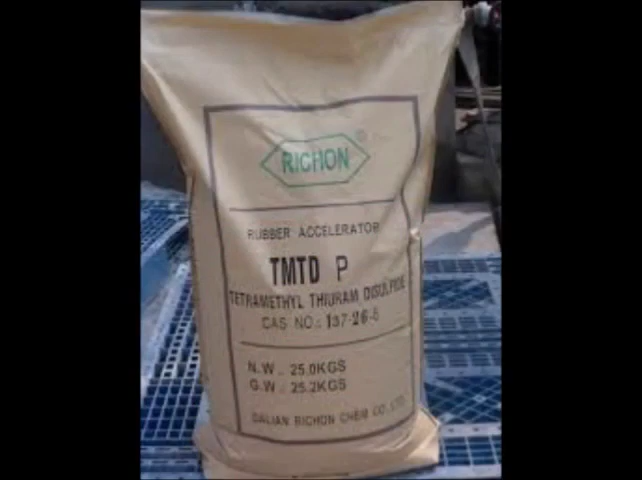 RICHON®
RUBBER ACCELERATOR
TMTD P
TETRAMETHYL THIURAM DISULFIDE
CAS NO.: 137-26-8
N.W.: 25.0KGS
G.W.: 25.2KGS
DALIAN RICHON CHEM CO., LTD.